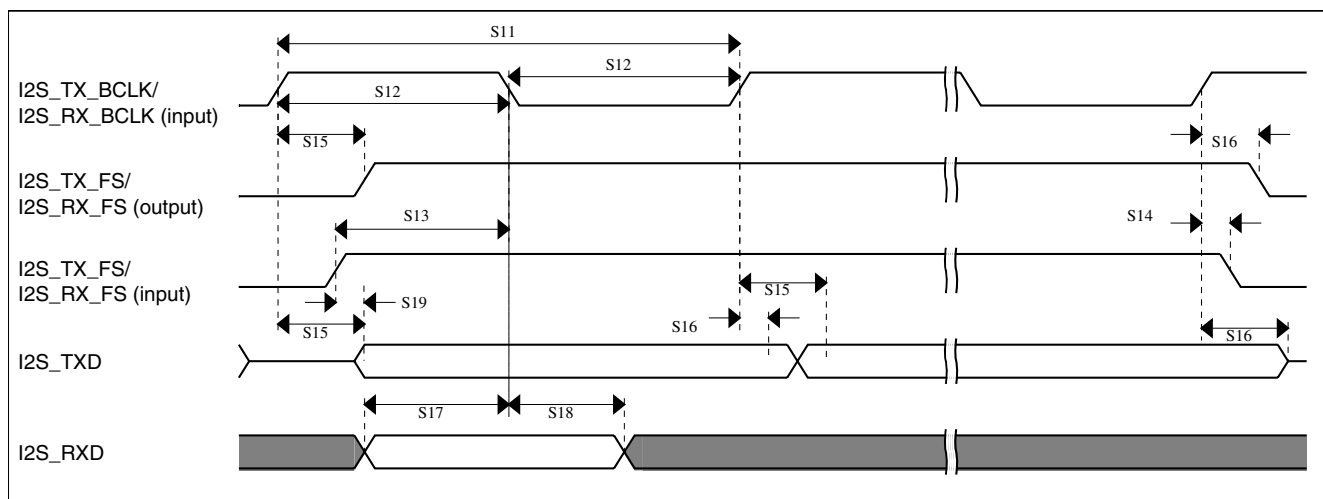 S11
I2S_TX_BCLK/
I2S_RX_BCLK (input)
S12
S12
S15
S16
I2S_TX_FS/
I2S_RX_FS (output)
S13
S14
I2S_TX_FS/
I2S_RX_FS (input)
S15
S19
S15
S16
S16
I2S_TXD
S17
S18
I2S_RXD